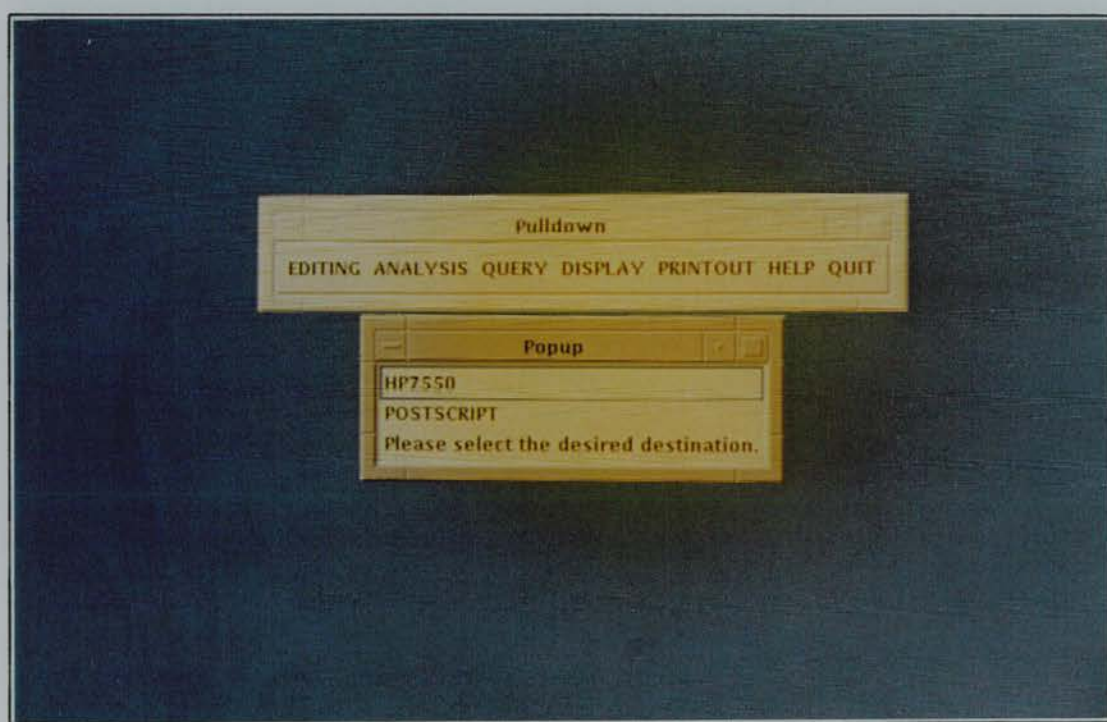 Pulldown
EDITING ANALYSIS QUERY DISPLAY PRINTOUT HELP QUIT
Popup
HP7550
POSTSCRIPT
Please select the desired destination.